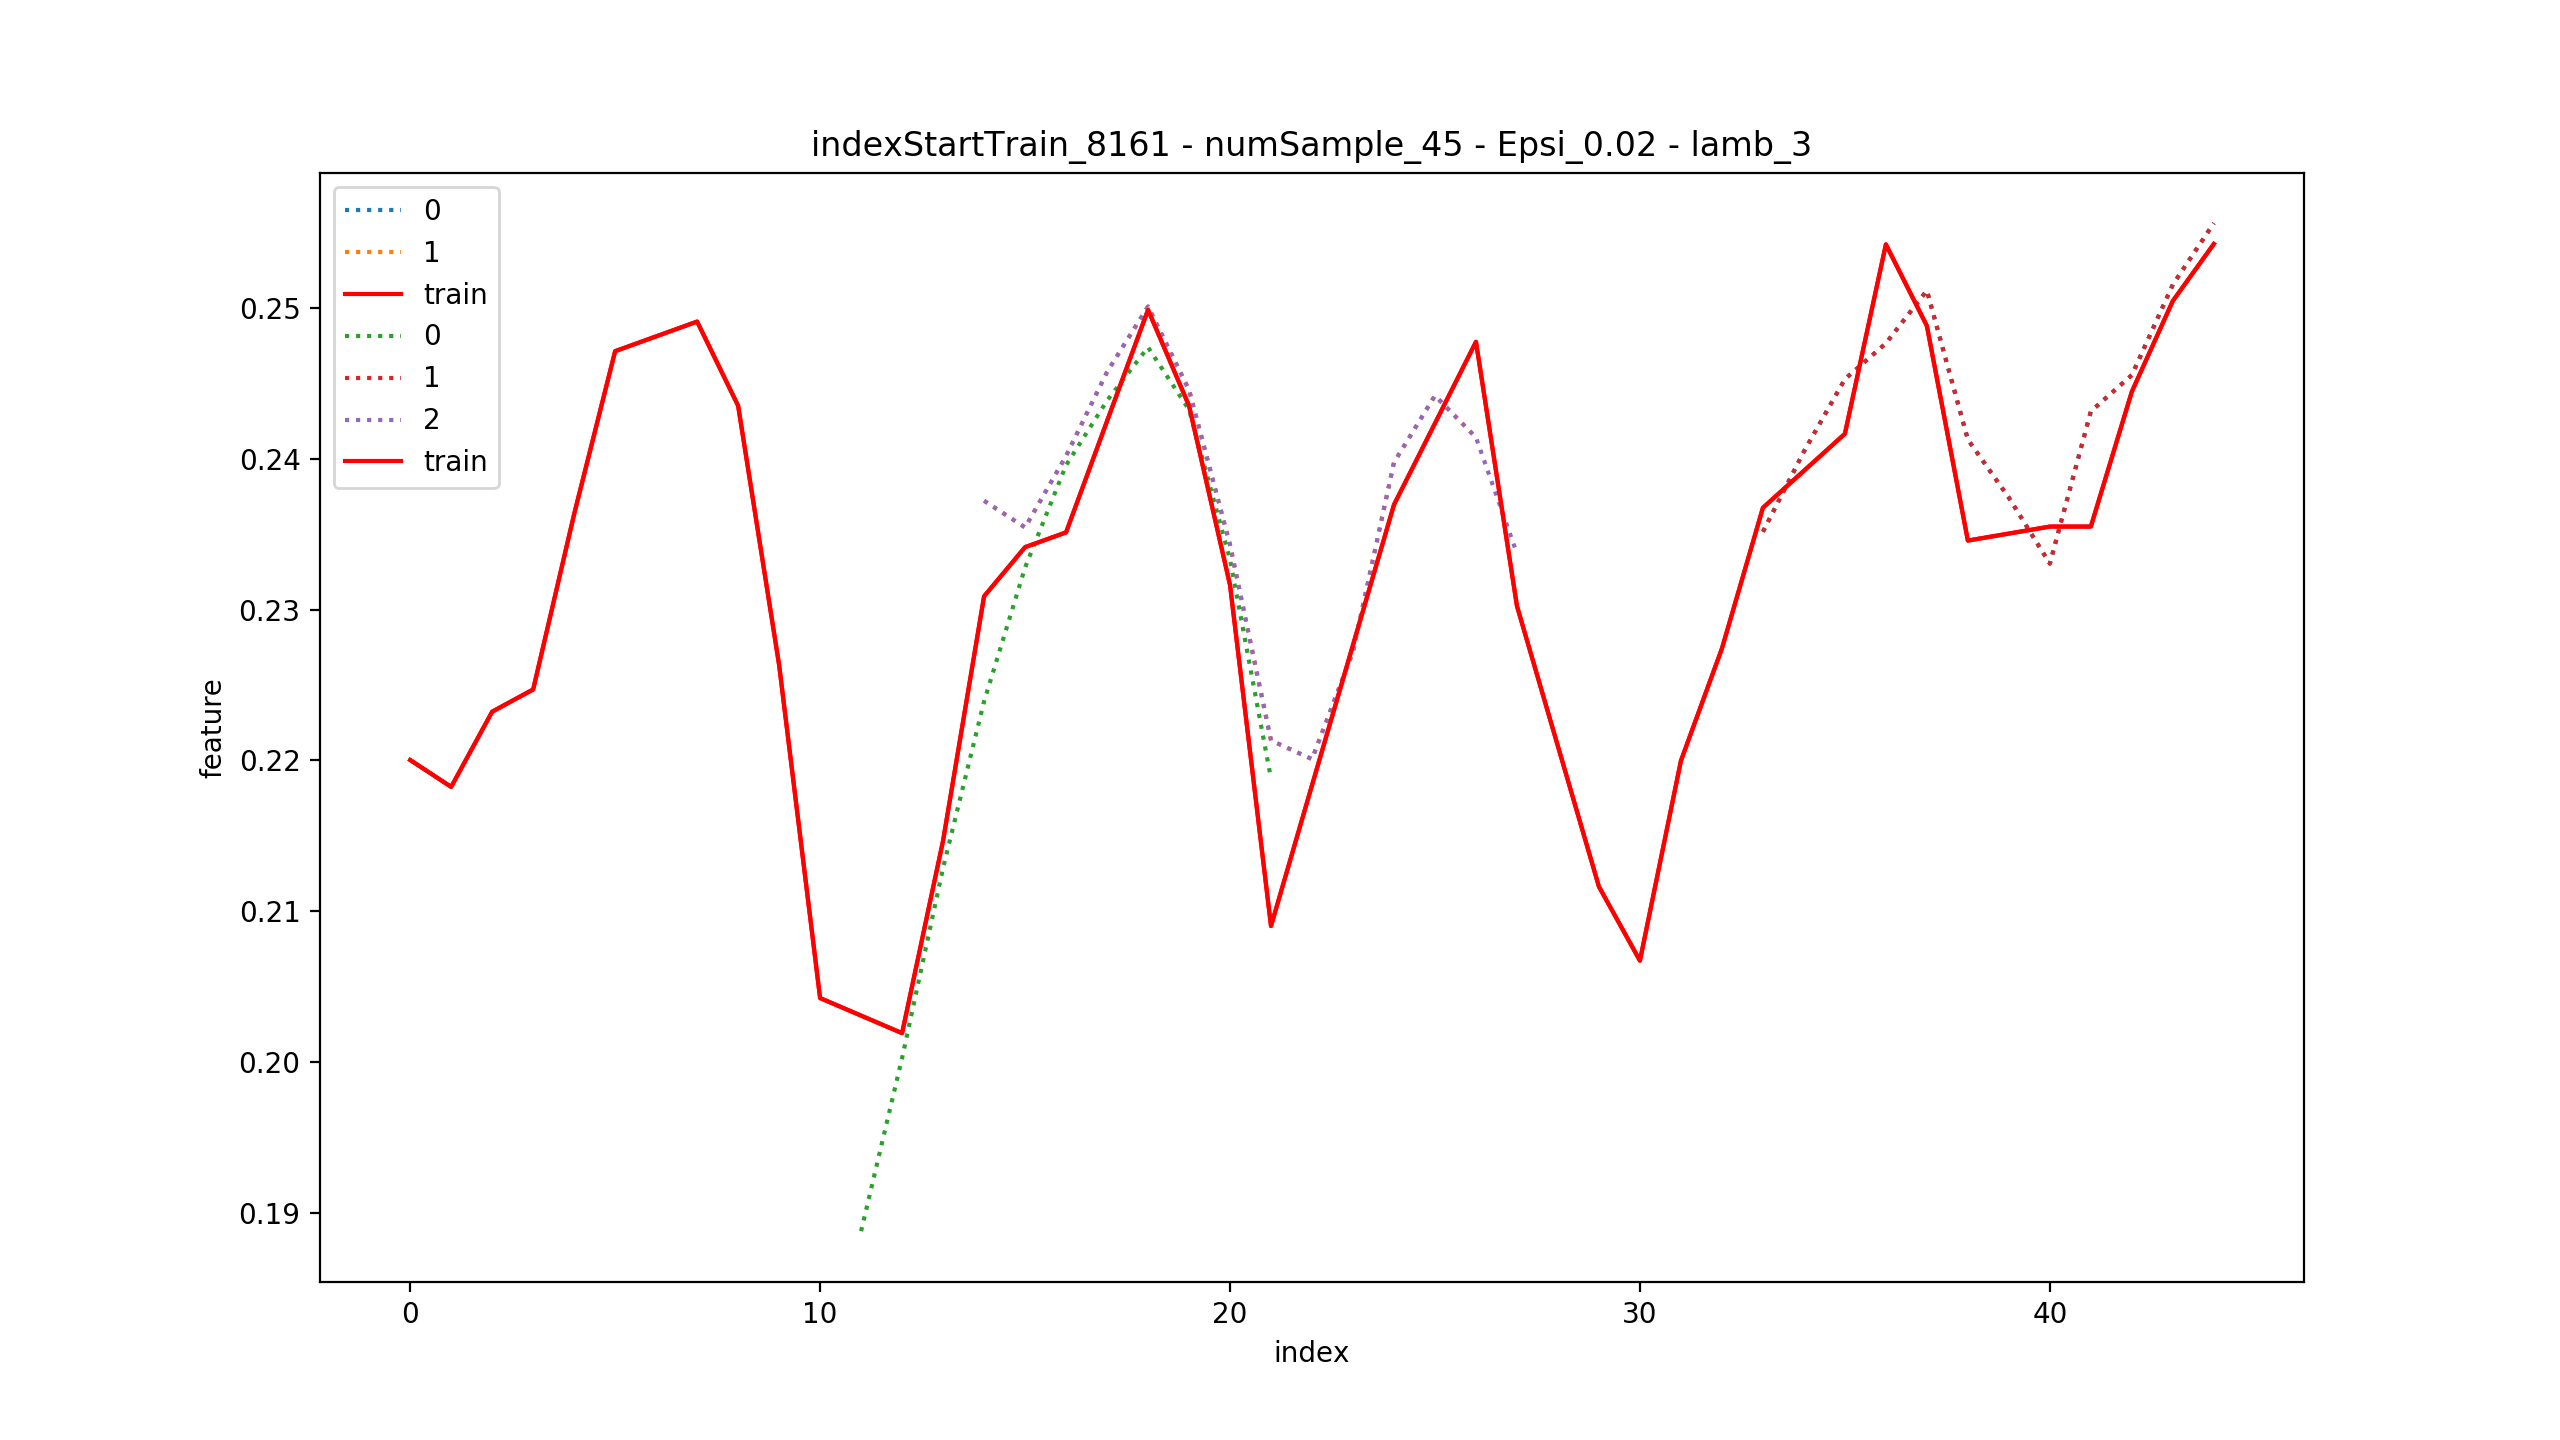 indexStartTrain_8161 - numSample_45 - Epsi_0.02 - lamb_3
0
1
train
0
1
2
train
0.25
0.24
0.23
0.22
0.21
0.20
0.19
feature
0 10 20 30 40
index